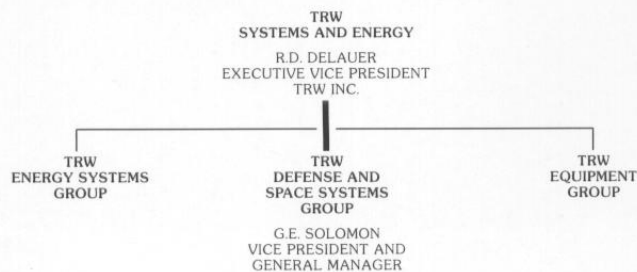 TRW
SYSTEMS AND ENERGY
R.D. DELAUER
EXECUTIVE VICE PRESIDENT
TRW INC.
TRW
ENERGY SYSTEMS
GROUP
TRW
DEFENSE AND
SPACE SYSTEMS
GROUP
G.E. SOLOMON
VICE PRESIDENT AND
GENERAL MANAGER
TRW
EQUIPMENT
GROUP